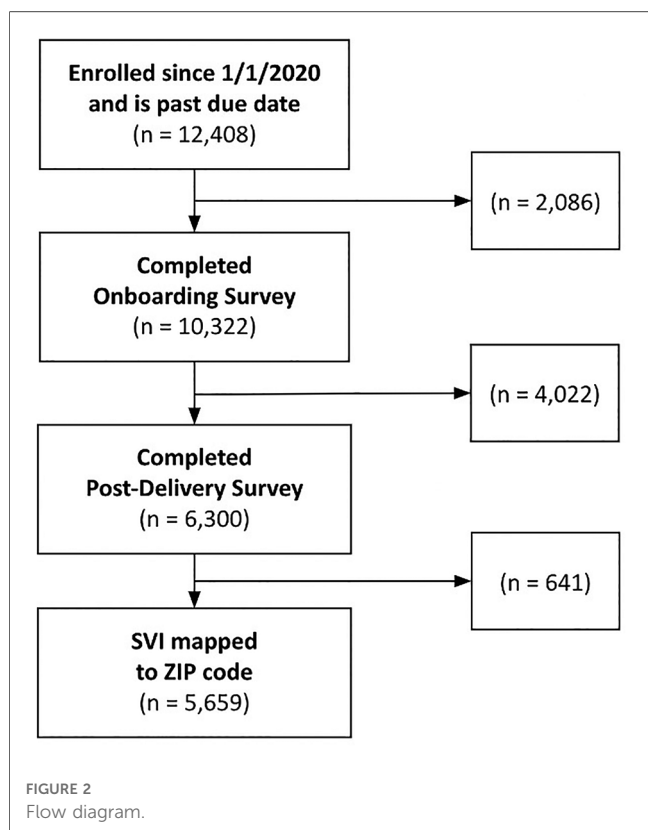 Enrolled since 1/1/2020
and is past due date
(n = 12,408)
(n = 2,086)
Completed
Onboarding Survey
(n = 10,322)
(n = 4,022)
Completed
Post-Delivery Survey
(n = 6,300)
(n = 641)
SVI mapped
to ZIP code
(n = 5,659)
FIGURE 2
Flow diagram.